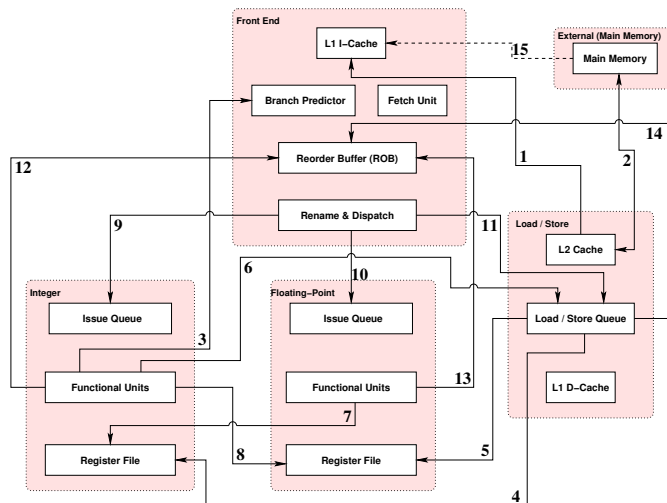 Front End
L1 I-Cache
External (Main Memory)
15
Main Memory
Branch Predictor
Fetch Unit
14
12
Reorder Buffer (ROB)
1
2
Rename & Dispatch
9
11
Load / Store
L2 Cache
6
10
Integer
Floating-Point
Issue Queue
Issue Queue
Load / Store Queue
3
Functional Units
Functional Units
13
L1 D-Cache
7
Register File
8
Register File
5
4